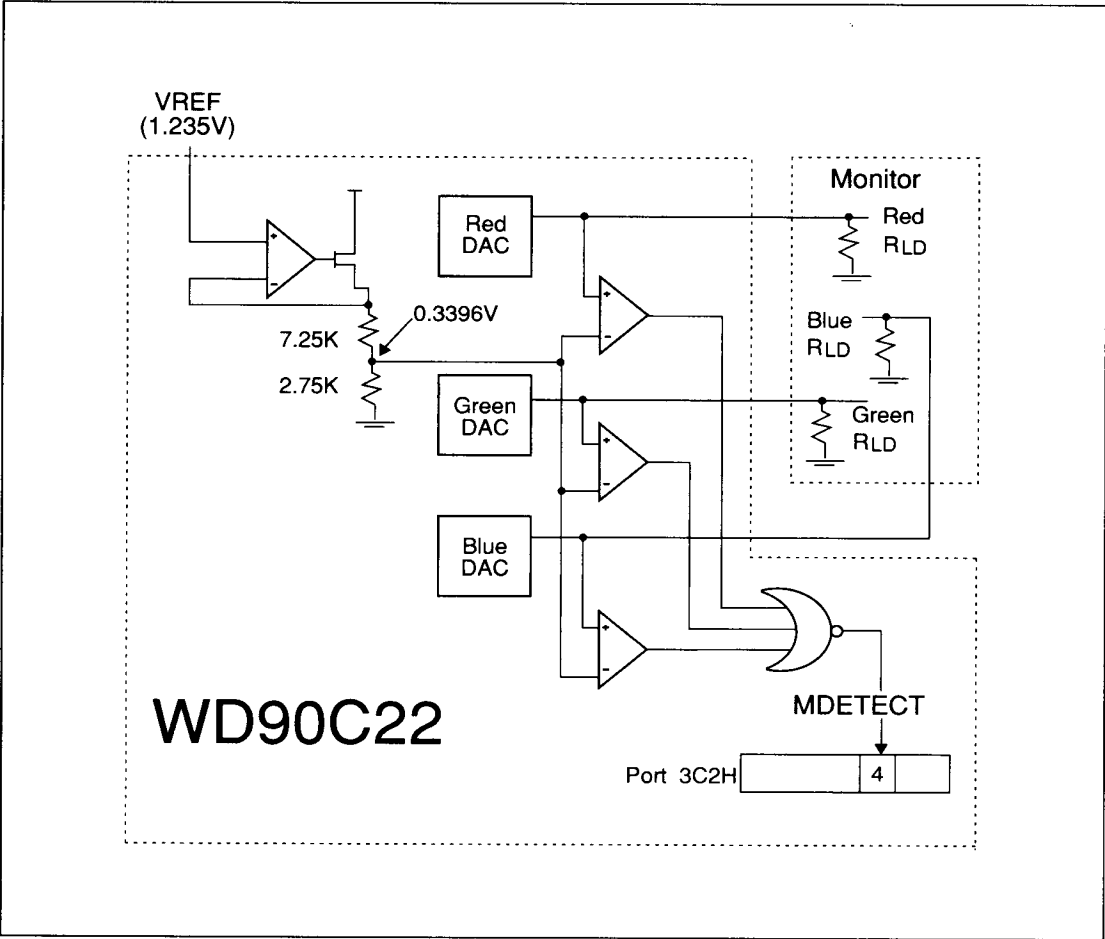 VREF
(1.235V)
Monitor
Red
DAC
Red
RLD
+
-
0.3396V
+
-
7.25K
Blue
RLD
2.75K
Green
DAC
Green
RLD
+
-
Blue
DAC
+
-
WD90C22
MDETECT
Port 3C2H
4